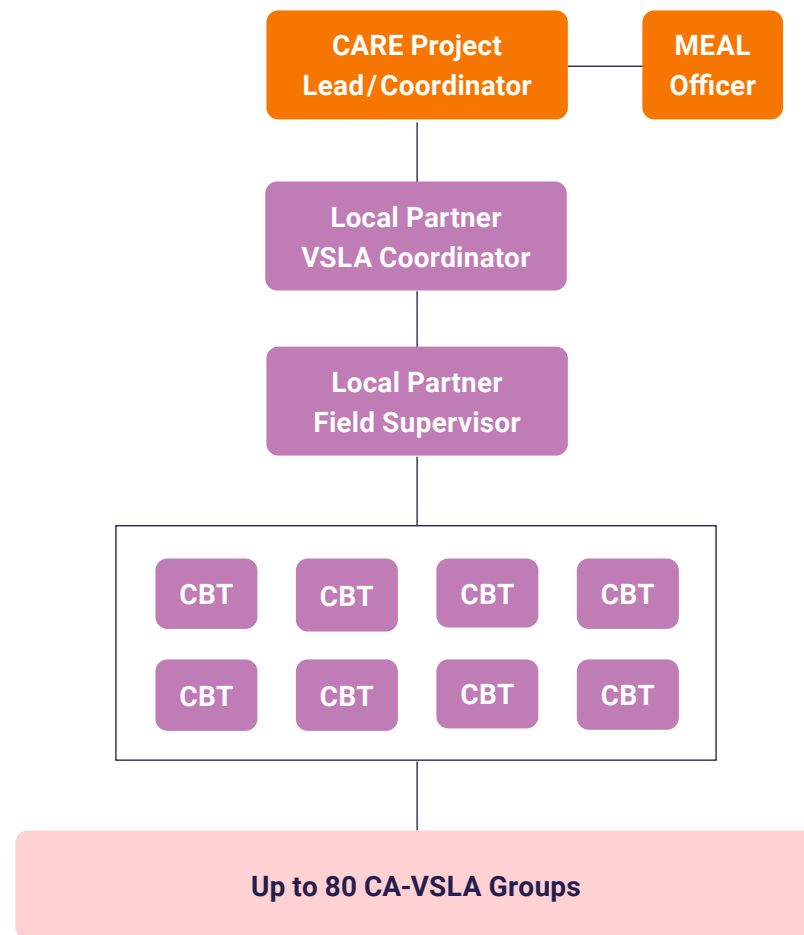 CARE Project
Lead/Coordinator
MEAL
Officer
Local Partner
VSLA Coordinator
Local Partner
Field Supervisor
CBT
CBT
CBT
CBT
CBT
CBT
CBT
CBT
Up to 80 CA-VSLA Groups